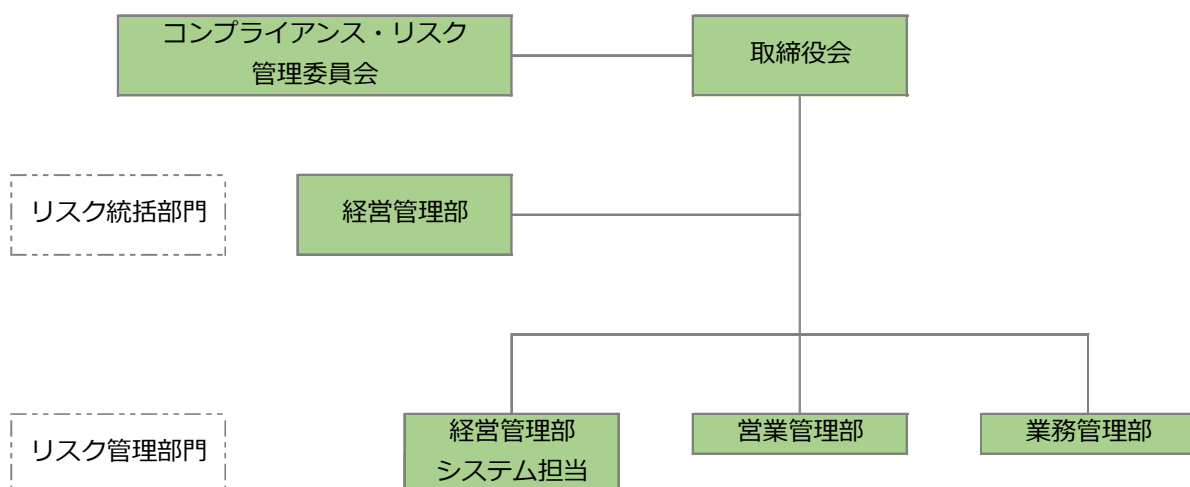 コンプライアンス・リスク
管理委員会
取締役会
リスク統括部門
経営管理部
リスク管理部門
経営管理部
システム担当
営業管理部
業務管理部